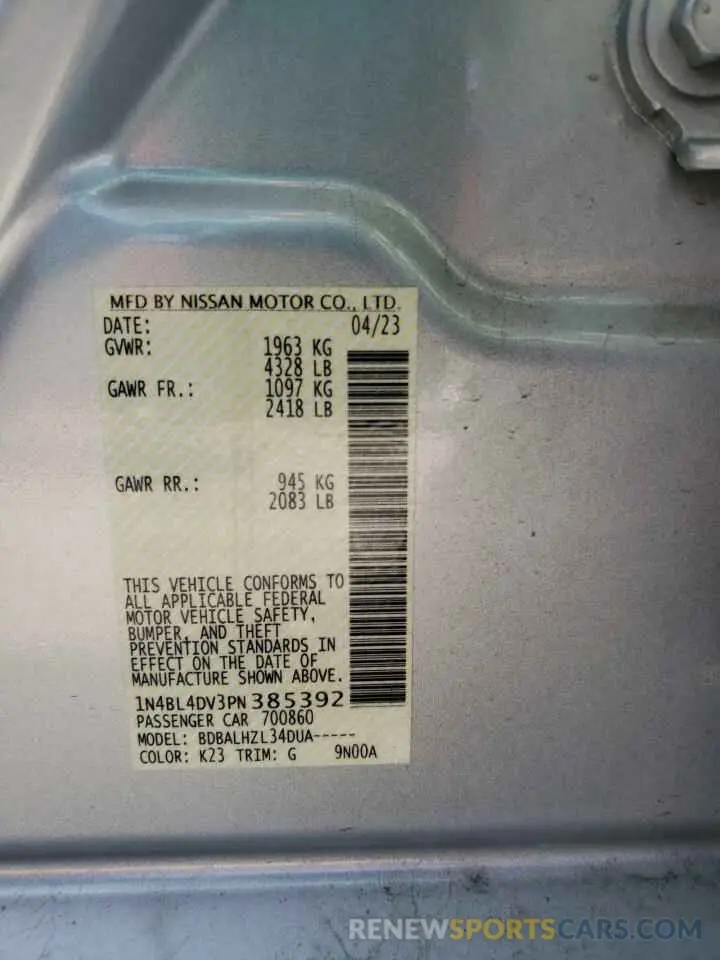 MFD BY NISSAN MOTOR CO., LTD.
DATE: 04/23
GVWR: 1963 KG
4328 LB
GAWR FR.: 1097 KG
2418 LB
GAWR RR.: 945 KG
2083 LB
THIS VEHICLE CONFORMS TO
ALL APPLICABLE FEDERAL
MOTOR VEHICLE SAFETY,
BUMPER, AND THEFT
PREVENTION STANDARDS IN
EFFECT ON THE DATE OF
MANUFACTURE SHOWN ABOVE.
1N4BL4DV3PN385392
PASSENGER CAR 700860
MODEL: BDBALHZL34DUA-----
COLOR: K23 TRIM: G 9N00A
RENEWSPORTSCARS.COM